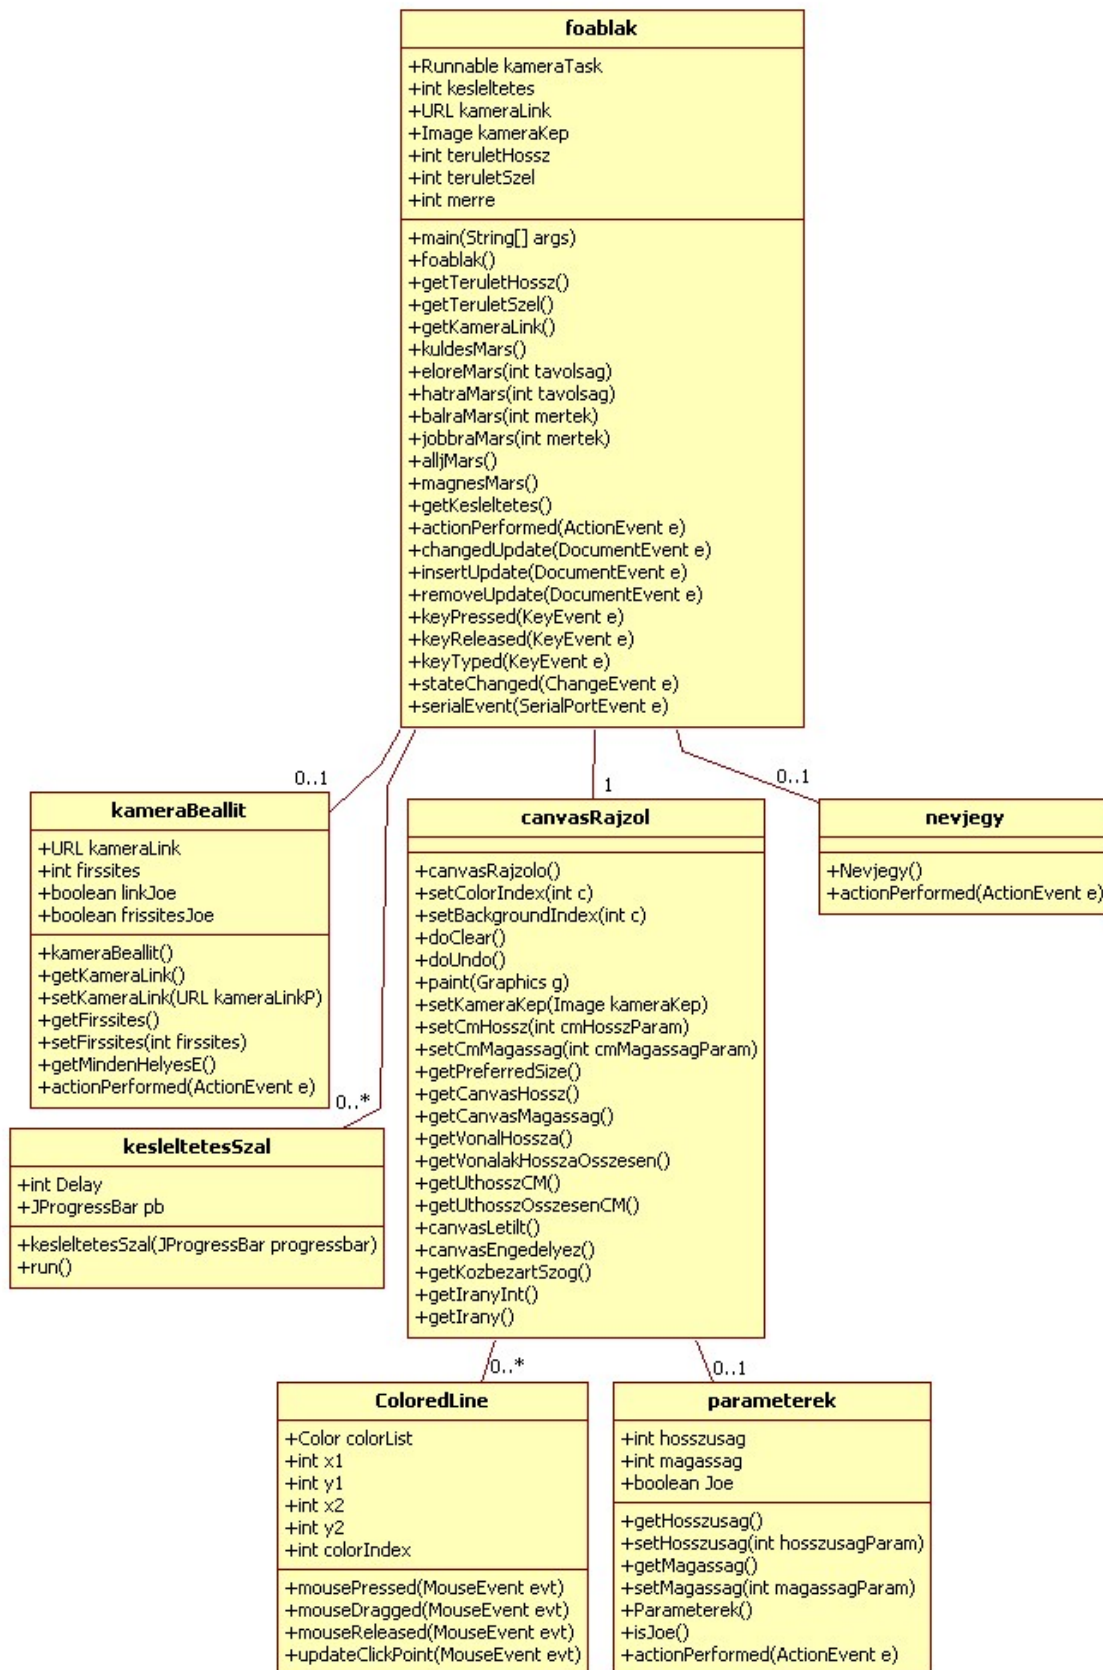 foablak
+Runnable kameraTask
+int kesleltetes
+URL kameraLink
+Image kameraKep
+int teruletHossz
+int teruletSzel
+int merre
+main(String[] args)
+foablak()
+getTeruletHossz()
+getTeruletSzel()
+getKameraLink()
+kuldesMars()
+eloreMars(int tavolsag)
+hatraMars(int tavolsag)
+balraMars(int mertek)
+jobbraMars(int mertek)
+alljMars()
+magnesMars()
+getKesleltetes()
+actionPerformed(ActionEvent e)
+changedUpdate(DocumentEvent e)
+insertUpdate(DocumentEvent e)
+removeUpdate(DocumentEvent e)
+keyPressed(KeyEvent e)
+keyReleased(KeyEvent e)
+keyTyped(KeyEvent e)
+stateChanged(ChangeEvent e)
+serialEvent(SerialPortEvent e)
0..1
kameraBeallit
+URL kameraLink
+int firssites
+boolean linkJoe
+boolean frissitesJoe
+kameraBeallit()
+getKameraLink()
+setKameraLink(URL kameraLinkP)
+getFirssites()
+setFirssites(int firssites)
+getMindenHelyesE()
+actionPerformed(ActionEvent e)
0..*
kesleltetesSzal
+int Delay
+JProgressBar pb
+kesleltetesSzal(JProgressBar progressbar)
+run()
1
canvasRajzol
+canvasRajzolo()
+setColorIndex(int c)
+setBackgroundIndex(int c)
+doClear()
+doUndo()
+paint(Graphics g)
+setKameraKep(Image kameraKep)
+setCmHossz(int cmHosszParam)
+setCmMagassag(int cmMagassagParam)
+getPreferredSize()
+getCanvasHossz()
+getCanvasMagassag()
+getVonalHossza()
+getVonalakHosszaOsszesen()
+getUthosszCM()
+getUthosszOsszesenCM()
+canvasLetilt()
+canvasEngedelyez()
+getKozbezartSzog()
+getIranyInt()
+getIrany()
0..1
nevjegy
+Nevjegy()
+actionPerformed(ActionEvent e)
0..*
ColoredLine
+Color colorList
+int x1
+int y1
+int x2
+int y2
+int colorIndex
+mousePressed(MouseEvent evt)
+mouseDragged(MouseEvent evt)
+mouseReleased(MouseEvent evt)
+updateClickPoint(MouseEvent evt)
0..1
parameterek
+int hosszusag
+int magassag
+boolean Joe
+getHosszusag()
+setHosszusag(int hosszusagParam)
+getMagassag()
+setMagassag(int magassagParam)
+Parameterek()
+isJoe()
+actionPerformed(ActionEvent e)